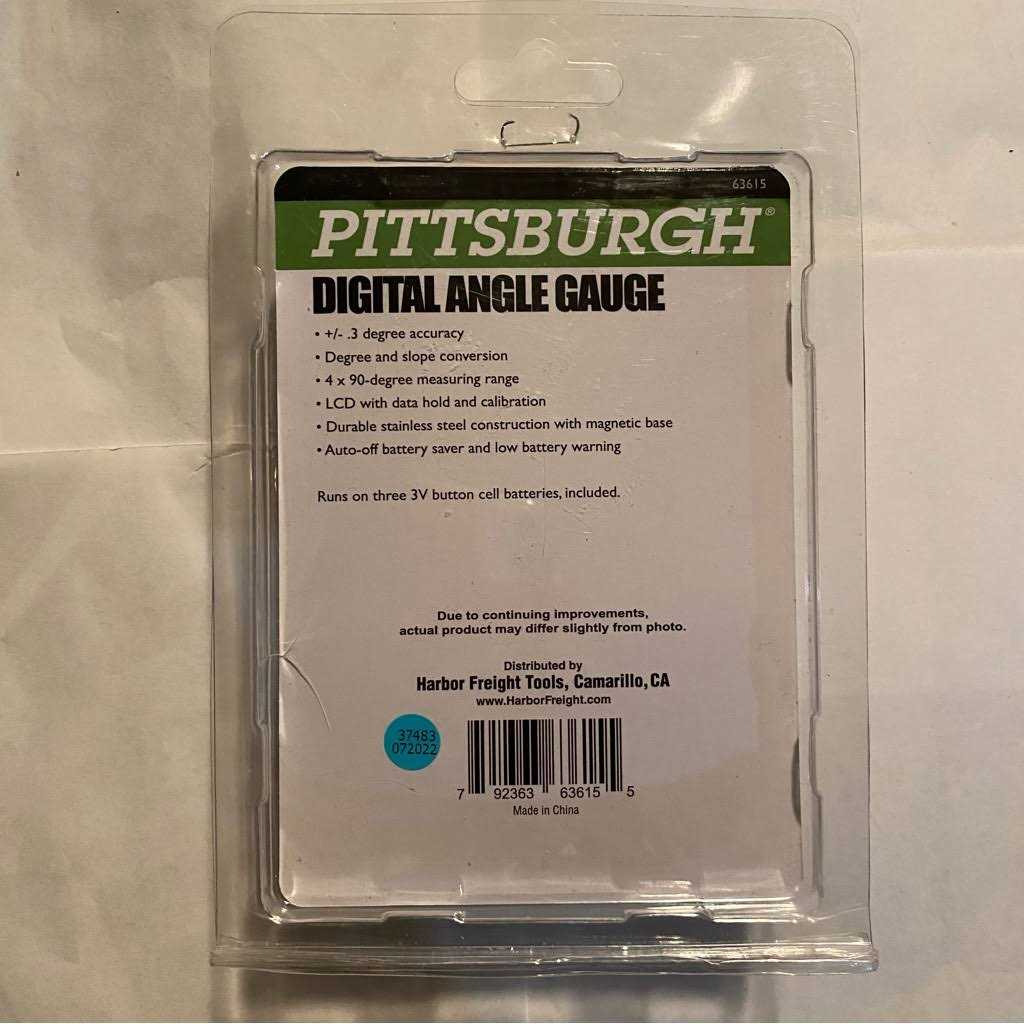 63615
PITTSBURGH®
DIGITAL ANGLE GAUGE
• +/- .3 degree accuracy
• Degree and slope conversion
• 4 x 90-degree measuring range
• LCD with data hold and calibration
• Durable stainless steel construction with magnetic base
• Auto-off battery saver and low battery warning
Runs on three 3V button cell batteries, included.
Due to continuing improvements,
actual product may differ slightly from photo.
Distributed by
Harbor Freight Tools, Camarillo, CA
www.HarborFreight.com
37483
072022
7 92363 63615 5
Made in China